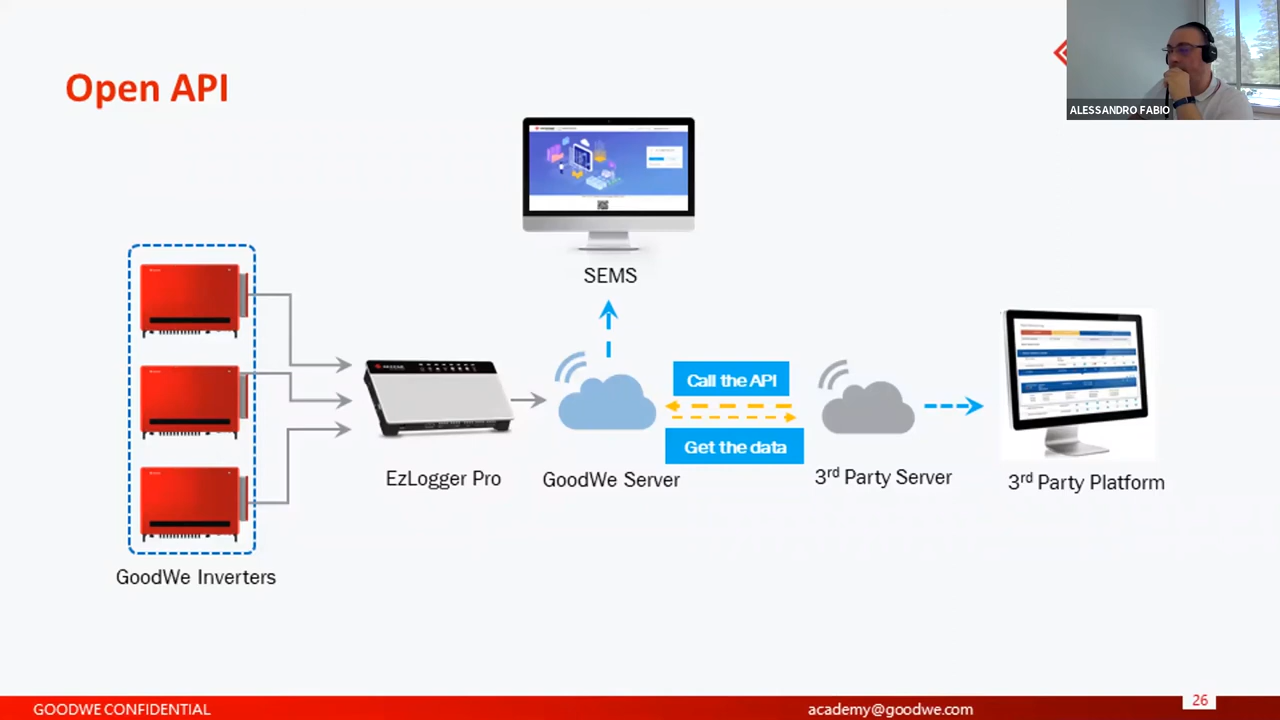 Open API
ALESSANDRO FABIO
SEMS
Call the API
Get the data
EzLogger Pro
GoodWe Server
3rd Party Server
3rd Party Platform
GoodWe Inverters
GOODWE CONFIDENTIAL
academy@goodwe.com
26